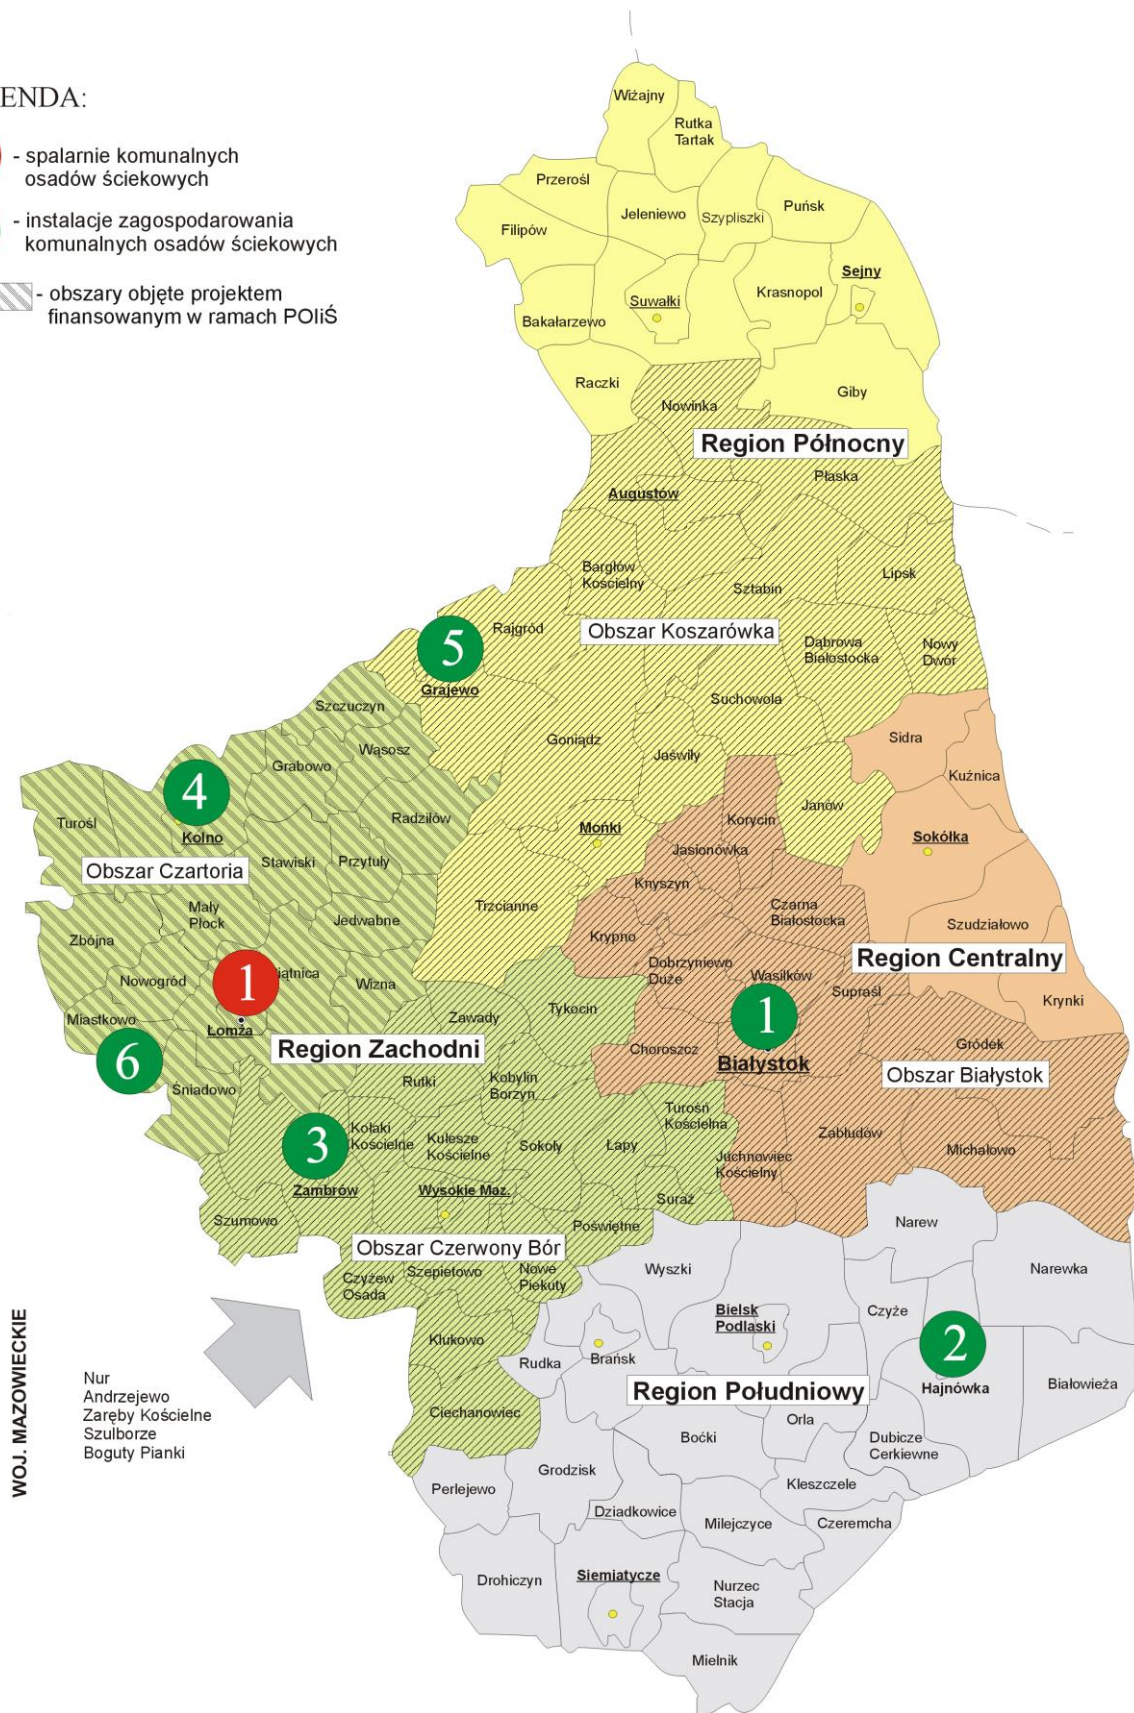 ENDA:
- spalarnie komunalnych
osadów ściekowych
- instalacje zagospodarowania
komunalnych osadów ściekowych
- obszary objęte projektem
finansowanym w ramach POIiŚ
Wiżajny
Rutka
Tartak
Przerośl
Jeleniewo
Szypliszki
Puńsk
Filipów
Sejny
Suwałki
Krasnopol
Bakałarzewo
Raczki
Giby
Nowinka
Region Północny
Płaska
Augustów
Bargłów
Kościelny
Sztabin
Lipsk
Rajgród
Obszar Koszarówka
Dąbrowa
Białostocka
Nowy
Dwór
5
Grajewo
Suchowola
Szczuczyn
Goniądz
Jaświły
Sidra
Wąsosz
Grabowo
Kuźnica
4
Janów
Turośl
Radziłów
Korycin
Kolno
Mońki
Sokółka
Stawiski
Przytuły
Jasionówka
Obszar Czartoria
Knyszyn
Mały
Płock
Jedwabne
Trzcianne
Czarna
Białostocka
Zbójna
Krypno
Szudziałowo
Region Centralny
Nowogród
1
iątnica
Wizna
Dobrzyniewo
Duże
Wasilków
Supraśl
Krynki
Miastkowo
Łomża
Zawady
Tykocin
1
Region Zachodni
Choroszcz
Białystok
Gródek
6
Śniadowo
Rutki
Kobylin
Borzyn
Obszar Białystok
3
Kołaki
Kościelne
Kulesze
Kościelne
Sokoły
Łapy
Turośń
Kościelna
Zabłudów
Michałowo
Juchnowiec
Kościelny
Zambrów
Wysokie Maz.
Suraż
Szumowo
Poświętne
Narew
Obszar Czerwony Bór
Czyżew
Osada
Szepietowo
Nowe
Piekuty
Wyszki
Narewka
Bielsk
Podlaski
Czyże
2
Klukowo
Rudka
Brańsk
Hajnówka
Białowieża
Region Południowy
Nur
Andrzejewo
Zaręby Kościelne
Szulborze
Boguty Pianki
WOJ. MAZOWIECKIE
Ciechanowiec
Orla
Boćki
Dubicze
Cerkiewne
Grodzisk
Perlejewo
Kleszczele
Dziadkowice
Milejczyce
Czeremcha
Drohiczyn
Siemiatycze
Nurzec
Stacja
Mielnik